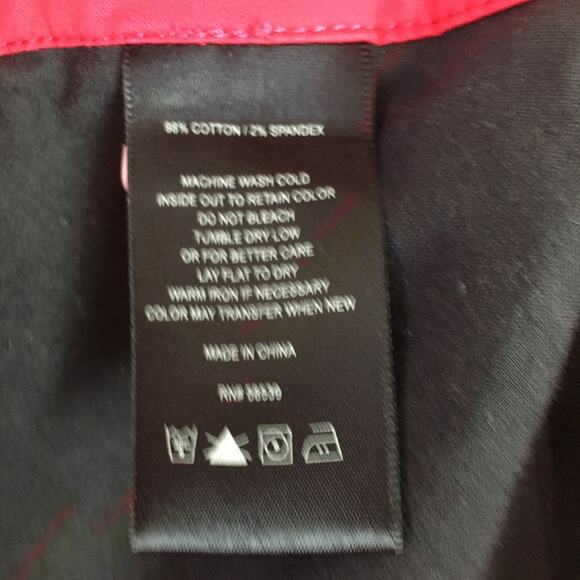 98% COTTON / 2% SPANDEX
MACHINE WASH COLD
INSIDE OUT TO RETAIN COLOR
DO NOT BLEACH
TUMBLE DRY LOW
OR FOR BETTER CARE
LAY FLAT TO DRY
WARM IRON IF NECESSARY
COLOR MAY TRANSFER WHEN NEW
MADE IN CHINA
RN#